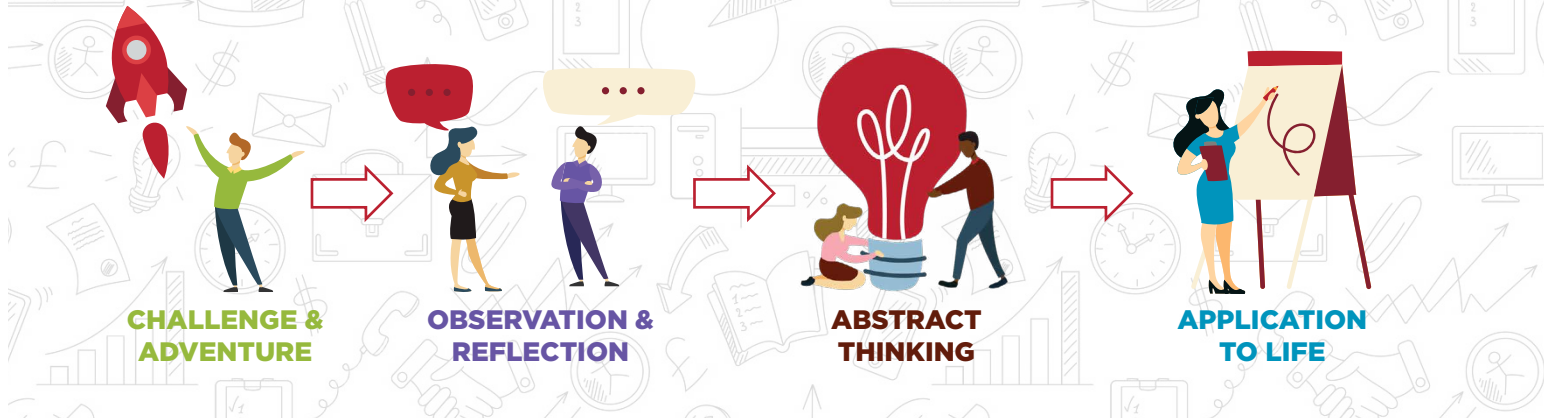 CHALLENGE &
ADVENTURE
OBSERVATION &
REFLECTION
ABSTRACT
THINKING
APPLICATION
TO LIFE